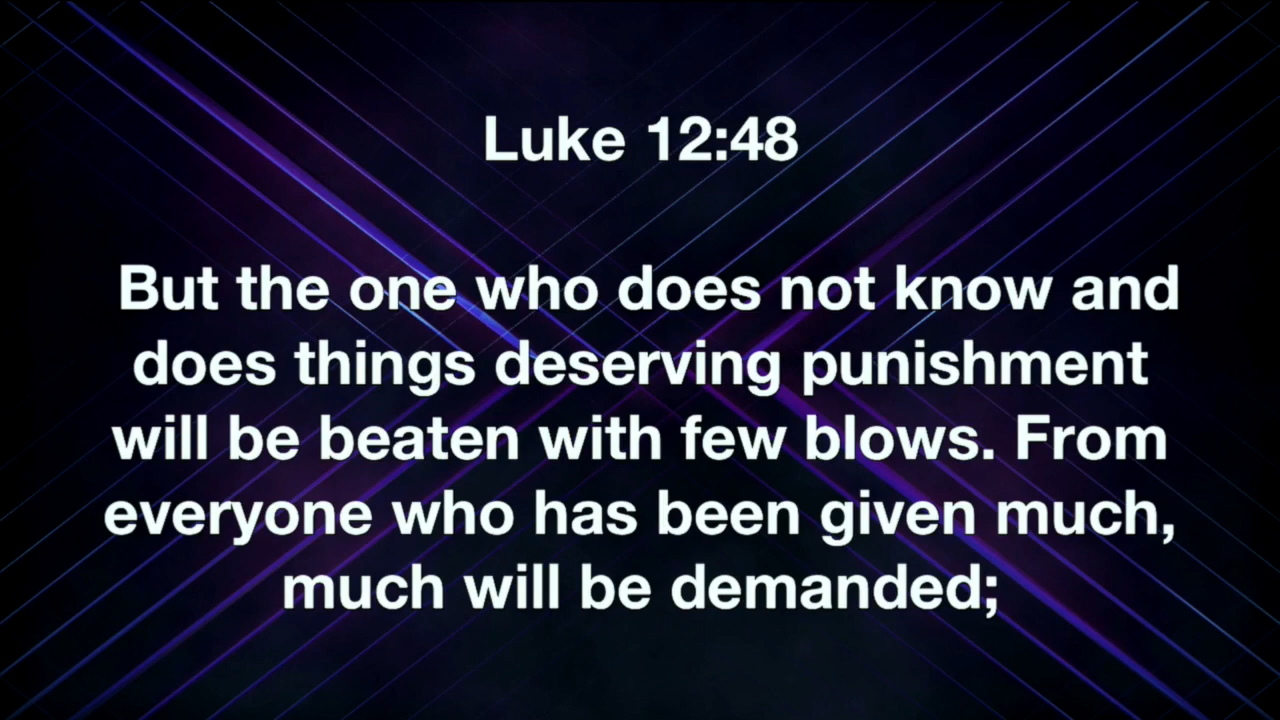 Luke 12:48
But the one who does not know and
does things deserving punishment
will be beaten with few blows. From
everyone who has been given much,
much will be demanded;